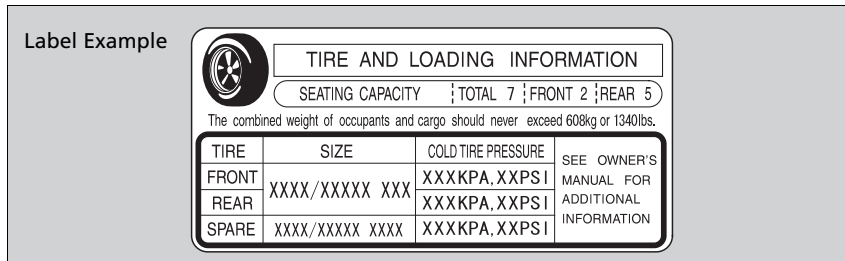 Label Example
TIRE AND LOADING INFORMATION
SEATING CAPACITY TOTAL 7 FRONT 2 REAR 5
The combined weight of occupants and cargo should never exceed 608kg or 1340lbs.
TIRE SIZE COLD TIRE PRESSURE
FRONT XXXX/XXXXX XXX XXXKPA,XXPSI
REAR XXXKPA,XXPSI
SPARE XXXX/XXXXX XXXX XXXKPA,XXPSI
SEE OWNER'S
MANUAL FOR
ADDITIONAL
INFORMATION